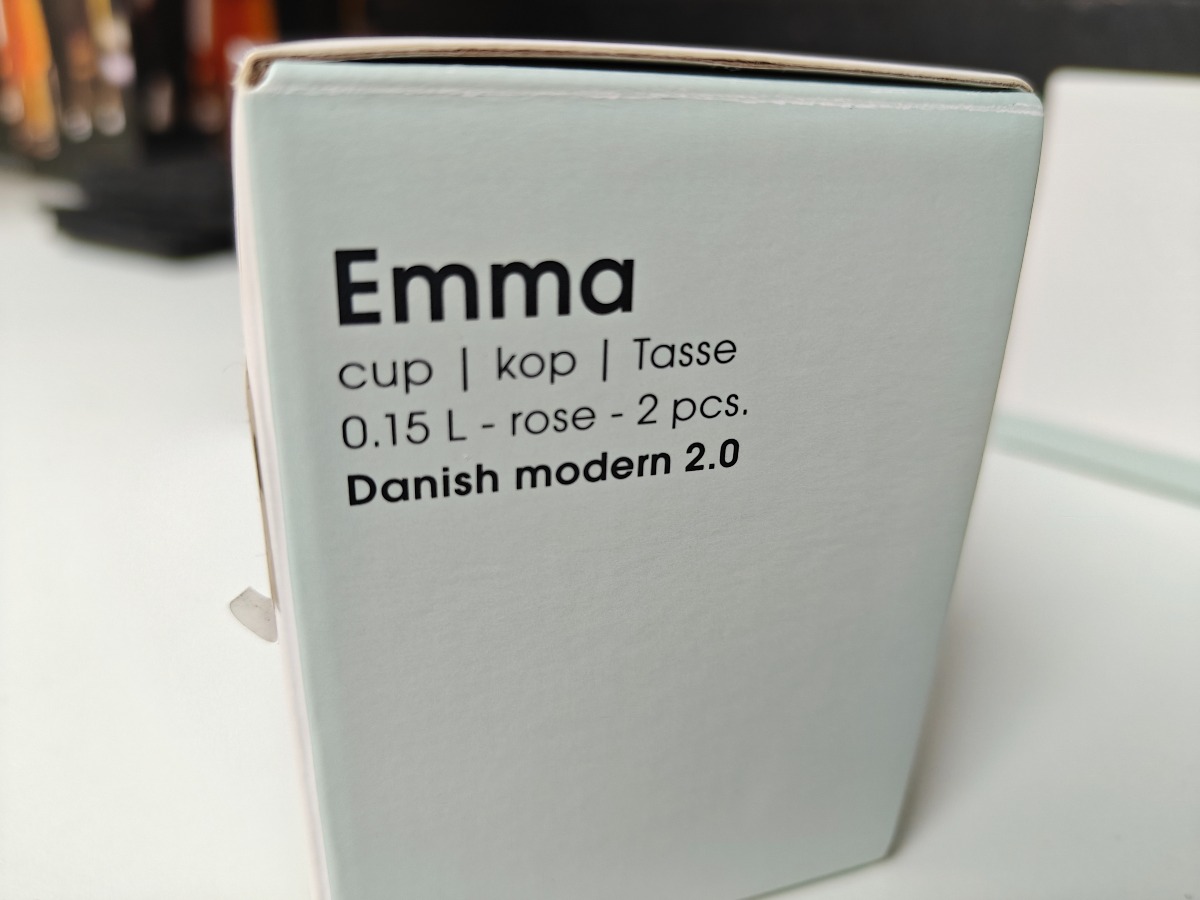 Emma
cup | kop | Tasse
0.15 L - rose - 2 pcs.
Danish modern 2.0